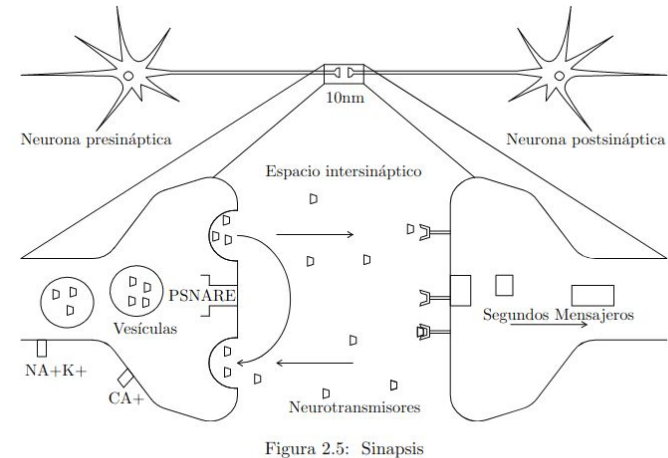 10nm
Neurona presináptica
Neurona postsináptica
Espacio intersináptico
PSNARE
Vesículas
Segundos Mensajeros
NA+K+
CA+
Neurotransmisores
Figura 2.5: Sinapsis